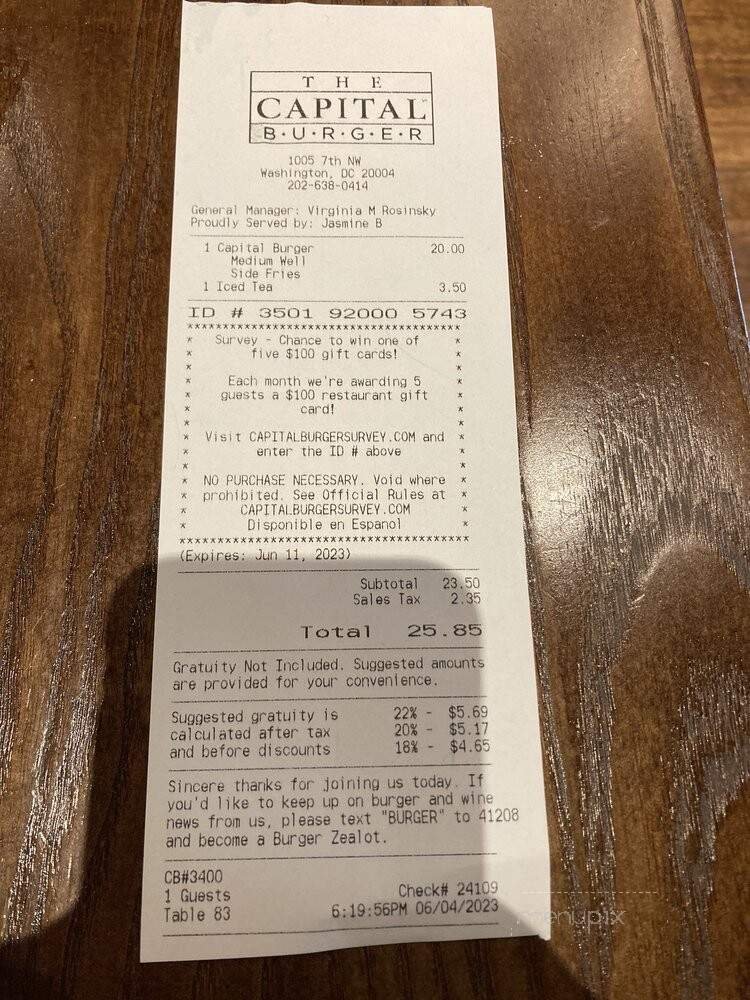 THE
CAPITAL
B·U·R·G·E·R
1005 7th NW
Washington, DC 20004
202-638-0414
General Manager: Virginia M Rosinsky
Proudly Served by: Jasmine B
1 Capital Burger 20.00
Medium Well
Side Fries
1 Iced Tea 3.50
ID # 3501 92000 5743
***************************************
* Survey - Chance to win one of *
* five $100 gift cards! *
* *
* Each month we're awarding 5 *
* guests a $100 restaurant gift *
* card! *
* *
* Visit CAPITALBURGERSURVEY.COM and *
* enter the ID # above *
* *
* NO PURCHASE NECESSARY. Void where *
* prohibited. See Official Rules at *
* CAPITALBURGERSURVEY.COM *
* Disponible en Espanol *
***************************************
(Expires: Jun 11, 2023)
Subtotal 23.50
Sales Tax 2.35
Total 25.85
Gratuity Not Included. Suggested amounts
are provided for your convenience.
Suggested gratuity is 22% - $5.69
calculated after tax 20% - $5.17
and before discounts 18% - $4.65
Sincere thanks for joining us today. If
you'd like to keep up on burger and wine
news from us, please text "BURGER" to 41208
and become a Burger Zealot.
CB#3400
1 Guests Check# 24109
Table 83 6:19:56PM 06/04/2023
menupix